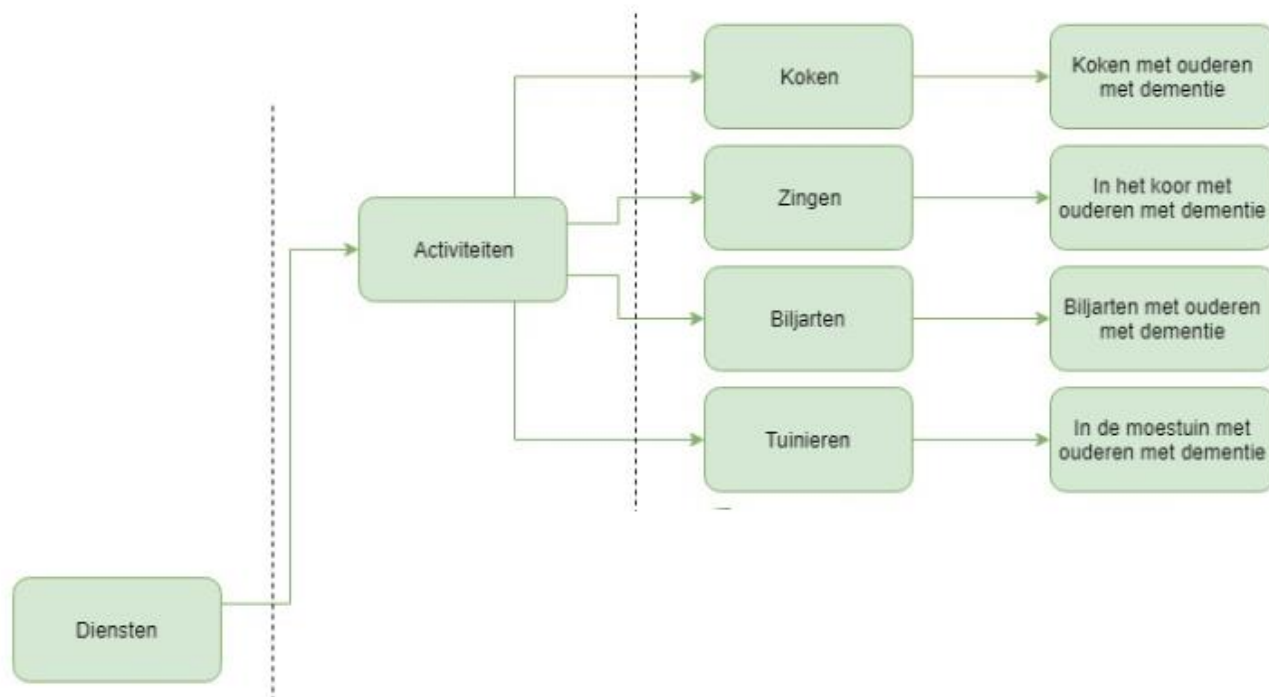 Koken
Koken met ouderen
met dementie
Zingen
In het koor met
ouderen met dementie
Activiteiten
Biljarten
Biljarten met ouderen
met dementie
Tuinieren
In de moestuin met
ouderen met dementie
Diensten